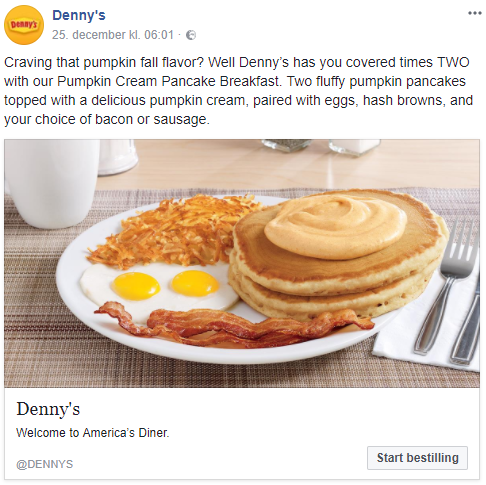 Denny's
Denny's
25. december kl. 06:01 ·
Craving that pumpkin fall flavor? Well Denny's has you covered times TWO
with our Pumpkin Cream Pancake Breakfast. Two fluffy pumpkin pancakes
topped with a delicious pumpkin cream, paired with eggs, hash browns, and
your choice of bacon or sausage.
Denny's
Welcome to America's Diner.
@DENNYS
Start bestilling